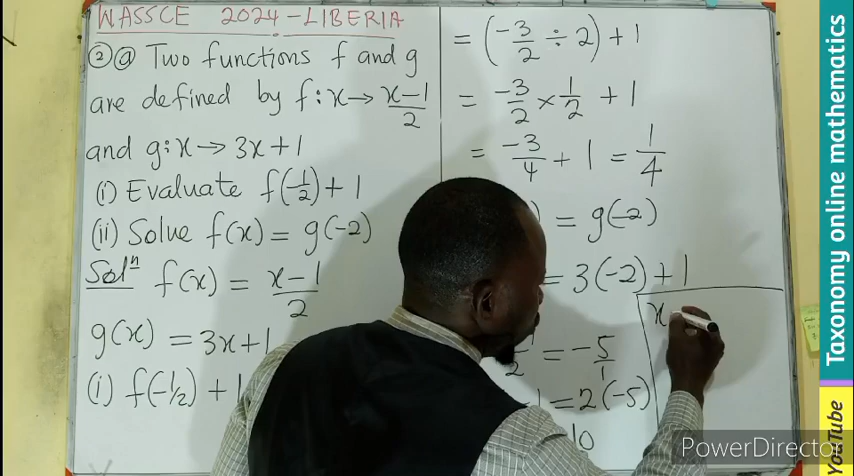 WASSCE 2024 - LIBERIA
② ⓐ Two functions f and g
are defined by f: x → (x-1)/2
and g: x → 3x + 1
(i) Evaluate f(-1/2) + 1
(ii) Solve f(x) = g(-2)
Solⁿ f(x) = (x-1)/2
g(x) = 3x + 1
(i) f(-1/2) + 1
= (-3/2 ÷ 2) + 1
= -3/2 × 1/2 + 1
= -3/4 + 1 = 1/4
) = g(-2)
= 3(-2) + 1
= -5/1
= 2(-5)
10
x
Taxonomy online mathematics
YouTube
PowerDirector